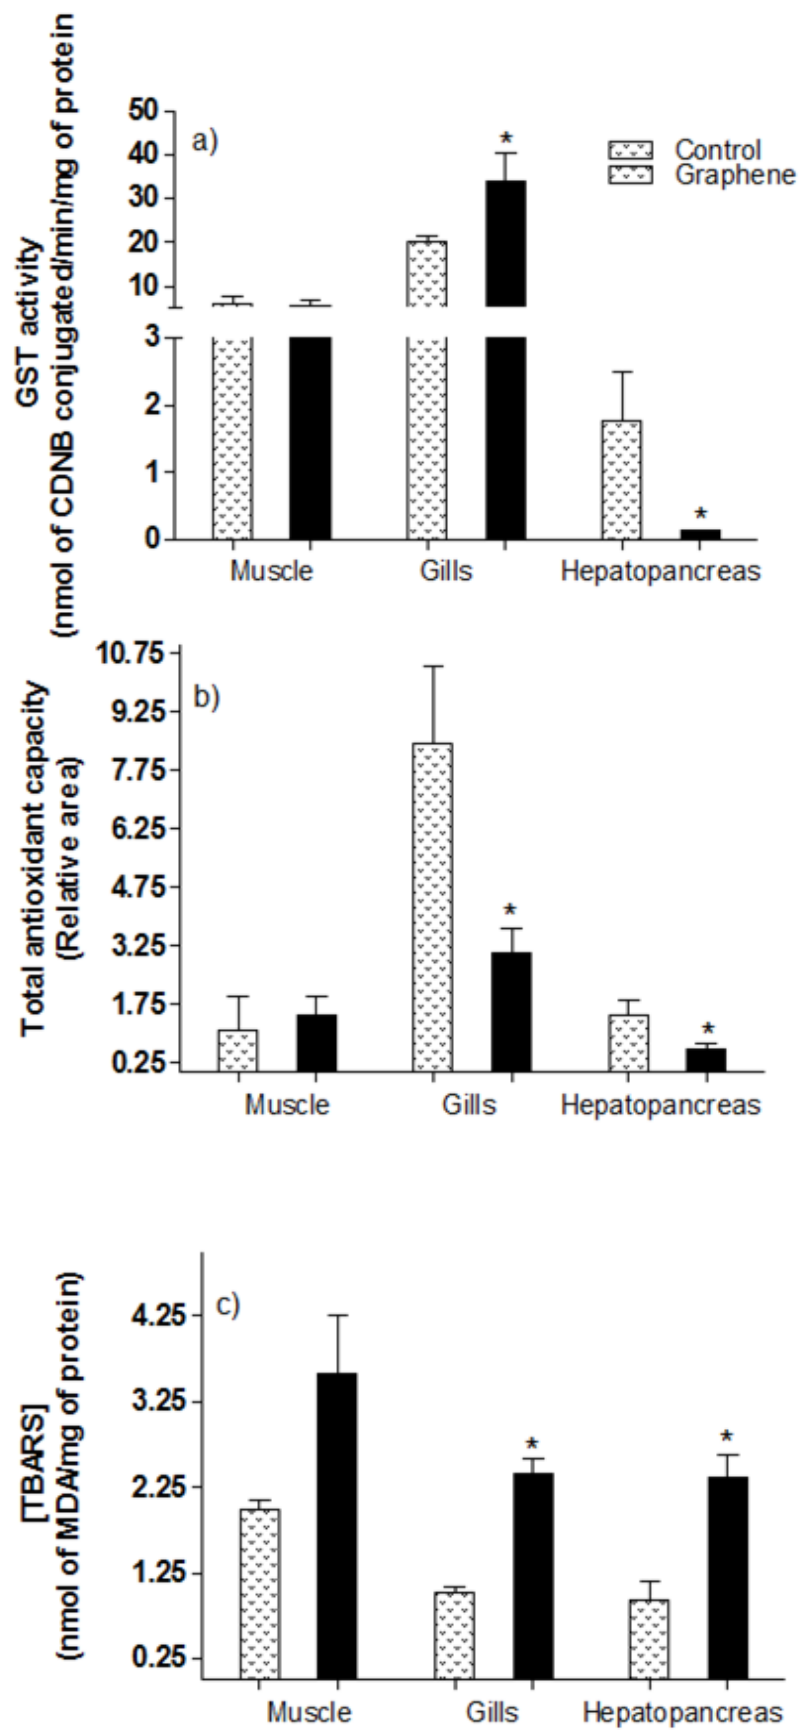 GST activity
(nmol of CDNB conjugated/min/mg of protein
50
40
30
20
10
3
2
1
0
a)
*
Control
Graphene
*
Muscle Gills Hepatopancreas
Total antioxidant capacity
(Relative area)
10.75
9.25
7.75
6.25
4.75
3.25
1.75
0.25
b)
*
*
Muscle Gills Hepatopancreas
[TBARS]
(nmol of MDA/mg of protein)
4.25
3.25
2.25
1.25
0.25
c)
*
*
Muscle Gills Hepatopancreas